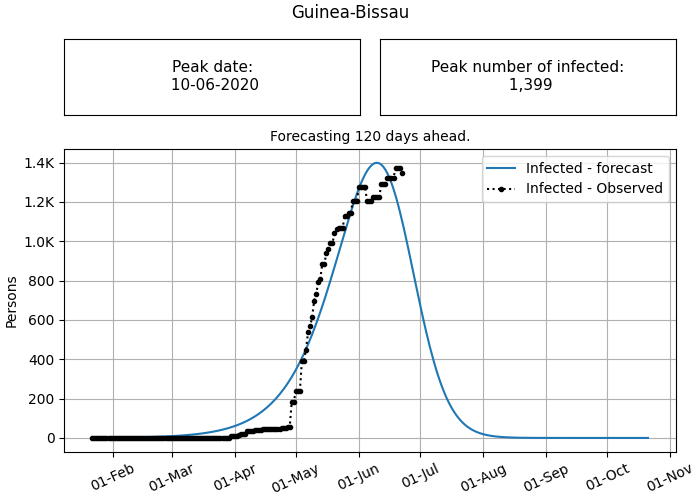 Guinea-Bissau
Peak date:
10-06-2020
Peak number of infected:
1,399
Forecasting 120 days ahead.
Infected - forecast
Infected - Observed
1.4K
1.2K
1.0K
800
600
400
200
0
Persons
01-Feb
01-Mar
01-Apr
01-May
01-Jun
01-Jul
01-Aug
01-Sep
01-Oct
01-Nov